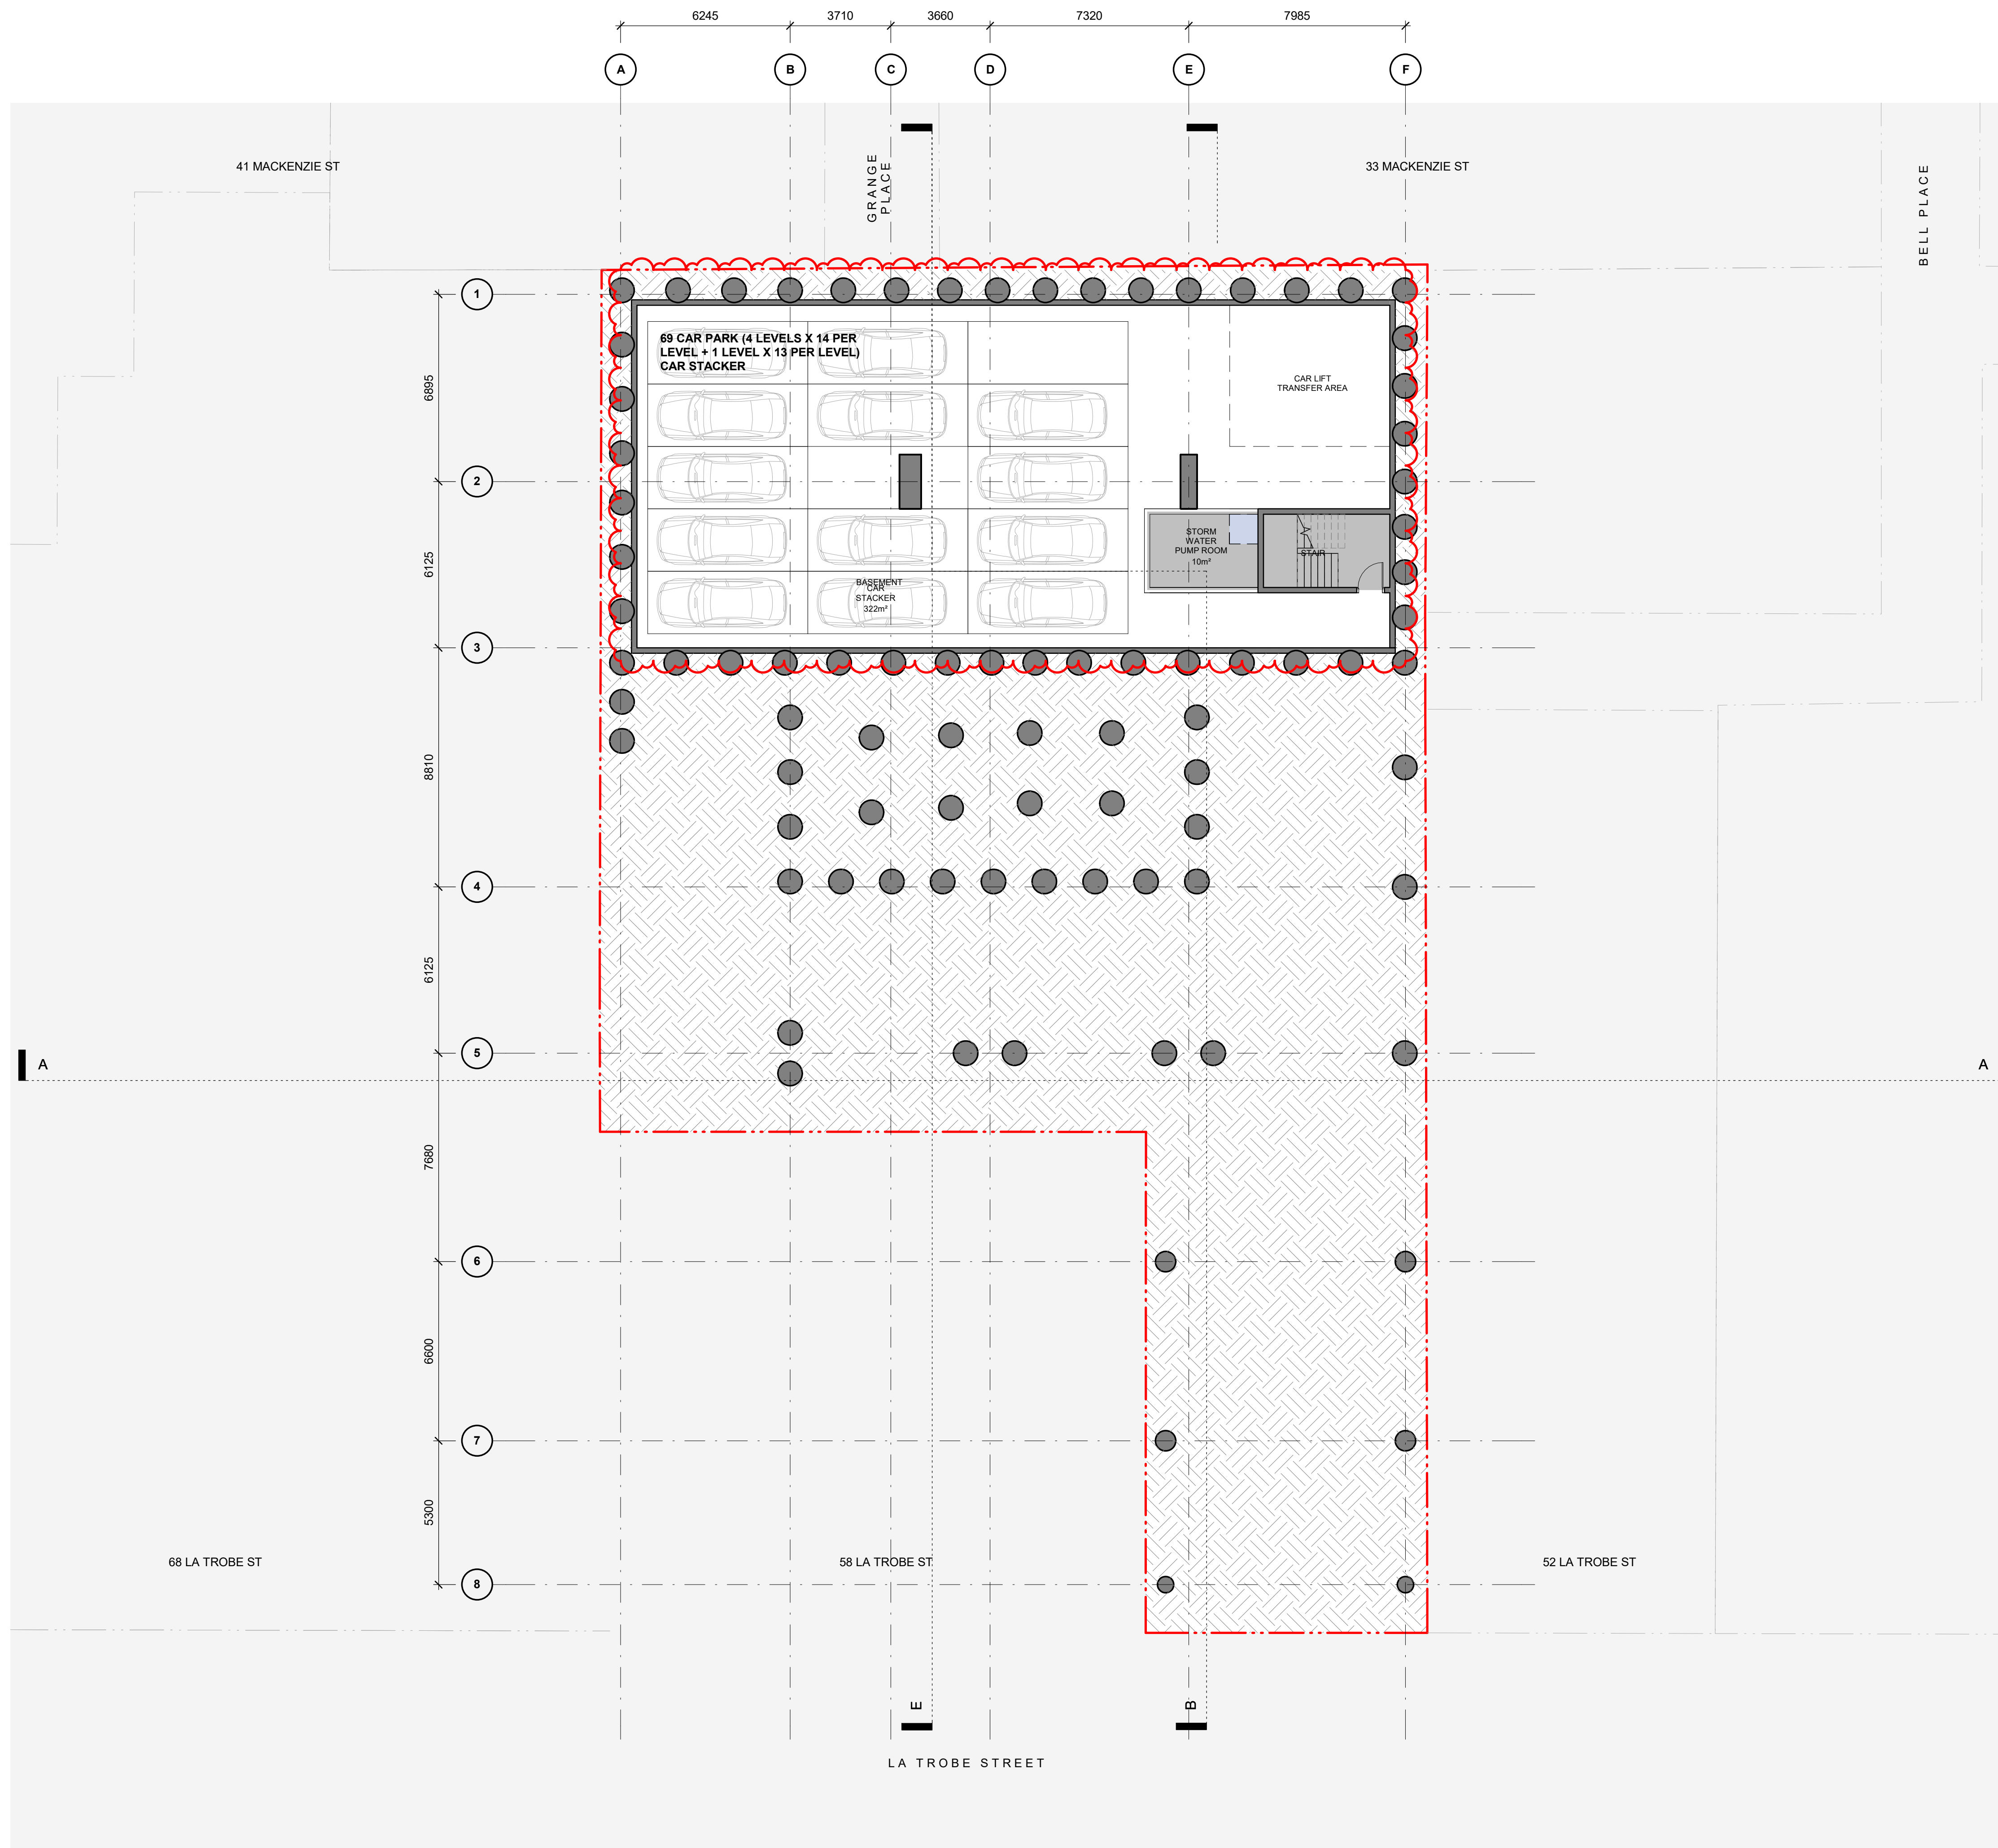 6245
3710
3660
7320
7985
A
B
C
D
E
F
41 MACKENZIE ST
GRANGE
PLACE
33 MACKENZIE ST
BELL PLACE
1
69 CAR PARK (4 LEVELS X 14 PER
LEVEL + 1 LEVEL X 13 PER LEVEL)
CAR STACKER
CAR LIFT
TRANSFER AREA
6895
2
STORM
WATER
PUMP ROOM
10m²
STAIR
6125
BASEMENT
CAR
STACKER
322m²
3
8810
4
6125
5
A
A
7680
6
6600
7
5300
68 LA TROBE ST
58 LA TROBE ST
52 LA TROBE ST
8
E
B
LA TROBE STREET